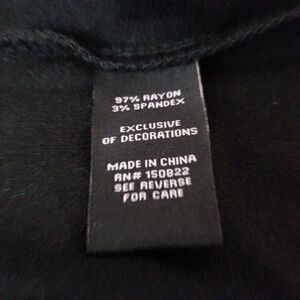 97% RAYON
3% SPANDEX
EXCLUSIVE
OF DECORATIONS
MADE IN CHINA
RN# 150822
SEE REVERSE
FOR CARE